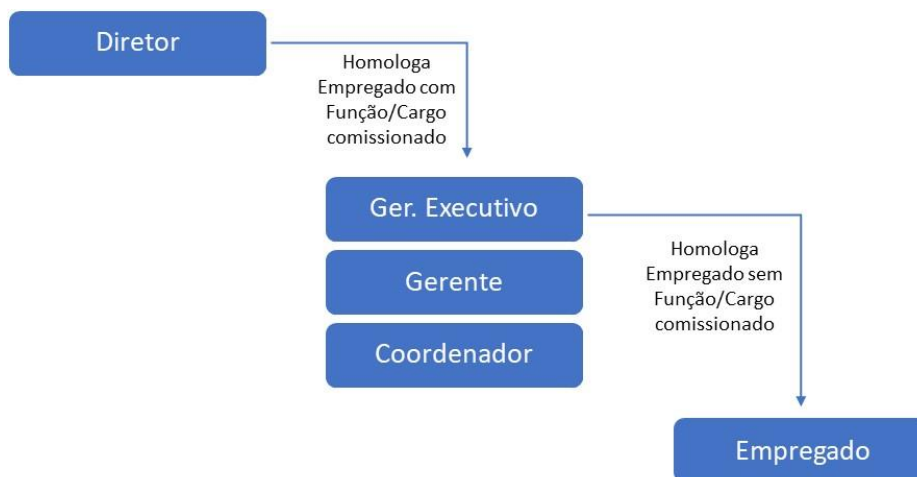 Diretor
Homologa
Empregado com
Função/Cargo
comissionado
Ger. Executivo
Gerente
Coordenador
Homologa
Empregado sem
Função/Cargo
comissionado
Empregado